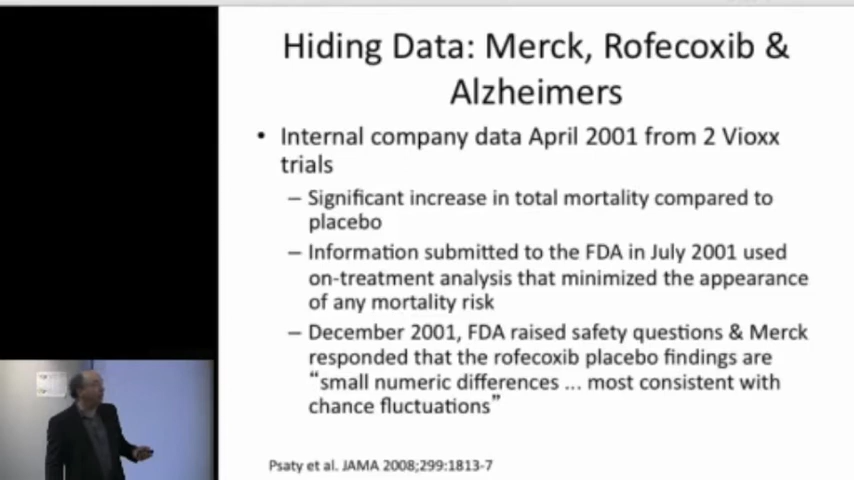 Hiding Data: Merck, Rofecoxib &
Alzheimers
• Internal company data April 2001 from 2 Vioxx
trials
– Significant increase in total mortality compared to
placebo
– Information submitted to the FDA in July 2001 used
on-treatment analysis that minimized the appearance
of any mortality risk
– December 2001, FDA raised safety questions & Merck
responded that the rofecoxib placebo findings are
“small numeric differences ... most consistent with
chance fluctuations”
Psaty et al. JAMA 2008;299:1813-7